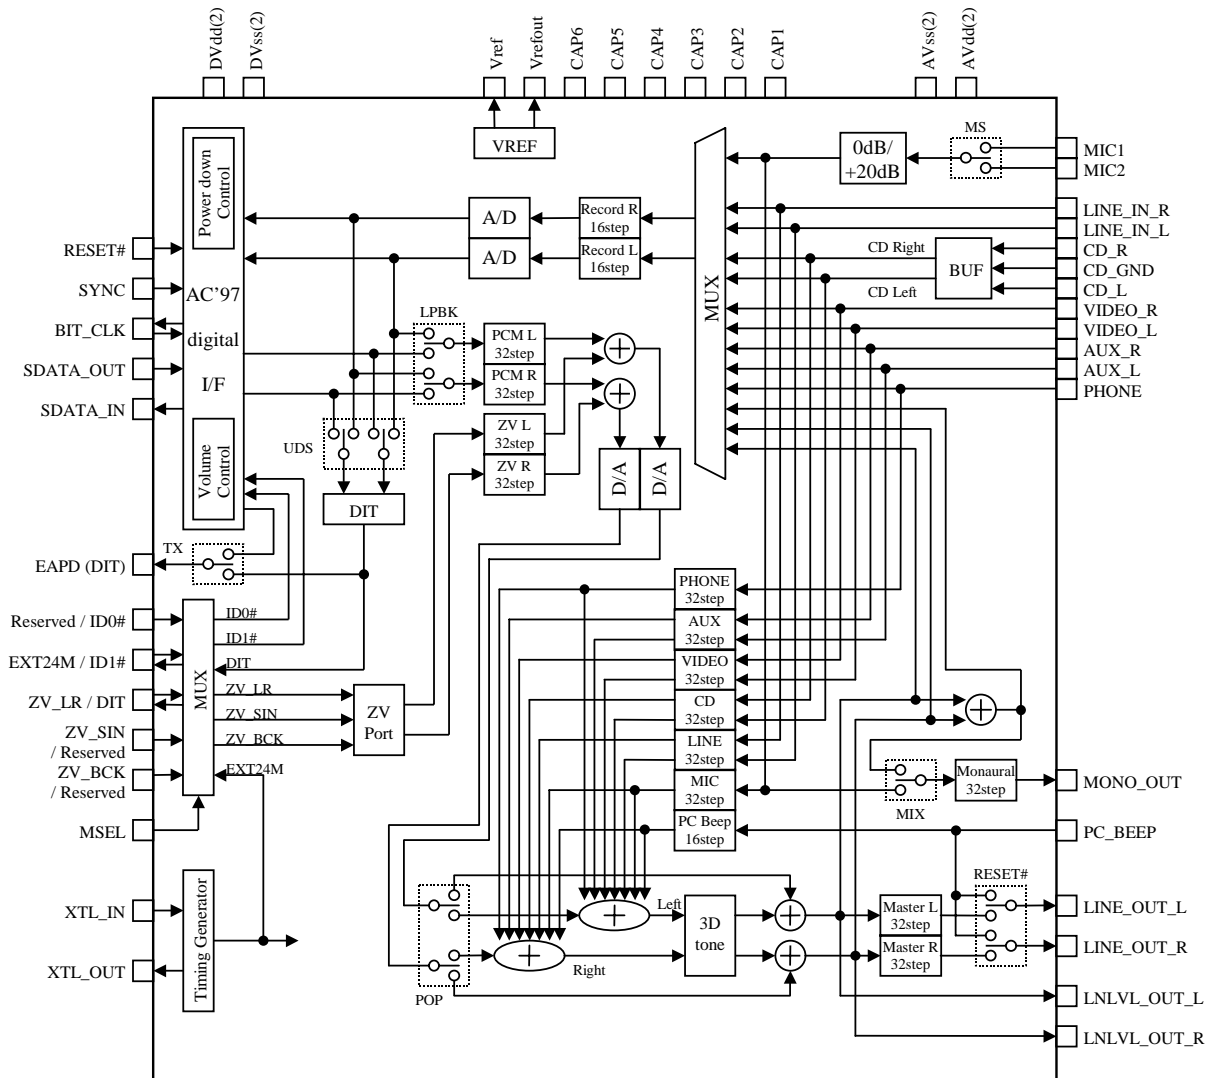 DVdd(2)
DVss(2)
Vref
Vrefout
CAP6
CAP5
CAP4
CAP3
CAP2
CAP1
AVss(2)
AVdd(2)
VREF
MUX
0dB/
+20dB
MS
MIC1
MIC2
Power down
Control
A/D
Record R
16step
LINE_IN_R
LINE_IN_L
RESET#
A/D
Record L
16step
CD Right
BUF
CD_R
CD_GND
CD_L
CD Left
SYNC
AC'97
digital
I/F
BIT_CLK
LPBK
PCM L
32step
VIDEO_R
VIDEO_L
SDATA_OUT
PCM R
32step
AUX_R
AUX_L
SDATA_IN
PHONE
Volume
Control
UDS
ZV L
32step
ZV R
32step
D/A
D/A
DIT
TX
EAPD (DIT)
PHONE
32step
Reserved / ID0#
ID0#
AUX
32step
EXT24M / ID1#
ID1#
DIT
VIDEO
32step
ZV_LR / DIT
MUX
ZV_LR
ZV
Port
CD
32step
ZV_SIN
/ Reserved
ZV_SIN
ZV_BCK
LINE
32step
ZV_BCK
/ Reserved
EXT24M
MIC
32step
MIX
Monaural
32step
MONO_OUT
MSEL
PC Beep
16step
PC_BEEP
RESET#
XTL_IN
Timing Generator
Left
3D
tone
Master L
32step
LINE_OUT_L
Master R
32step
LINE_OUT_R
XTL_OUT
Right
POP
LNLVL_OUT_L
LNLVL_OUT_R